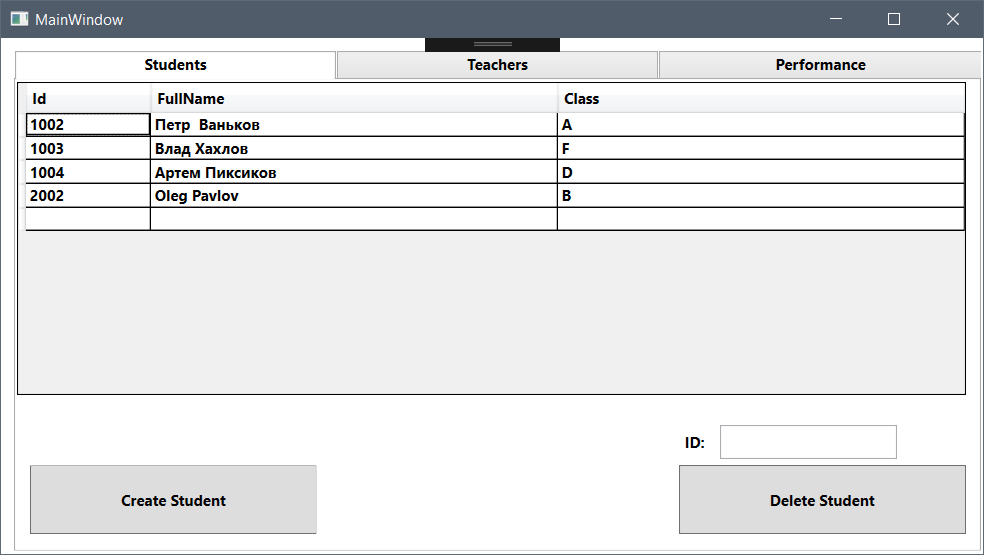 MainWindow
Students Teachers Performance
Id FullName Class
1002 Петр  Ваньков A
1003 Влад Хахлов F
1004 Артем Пиксиков D
2002 Oleg Pavlov B
ID:
Create Student Delete Student